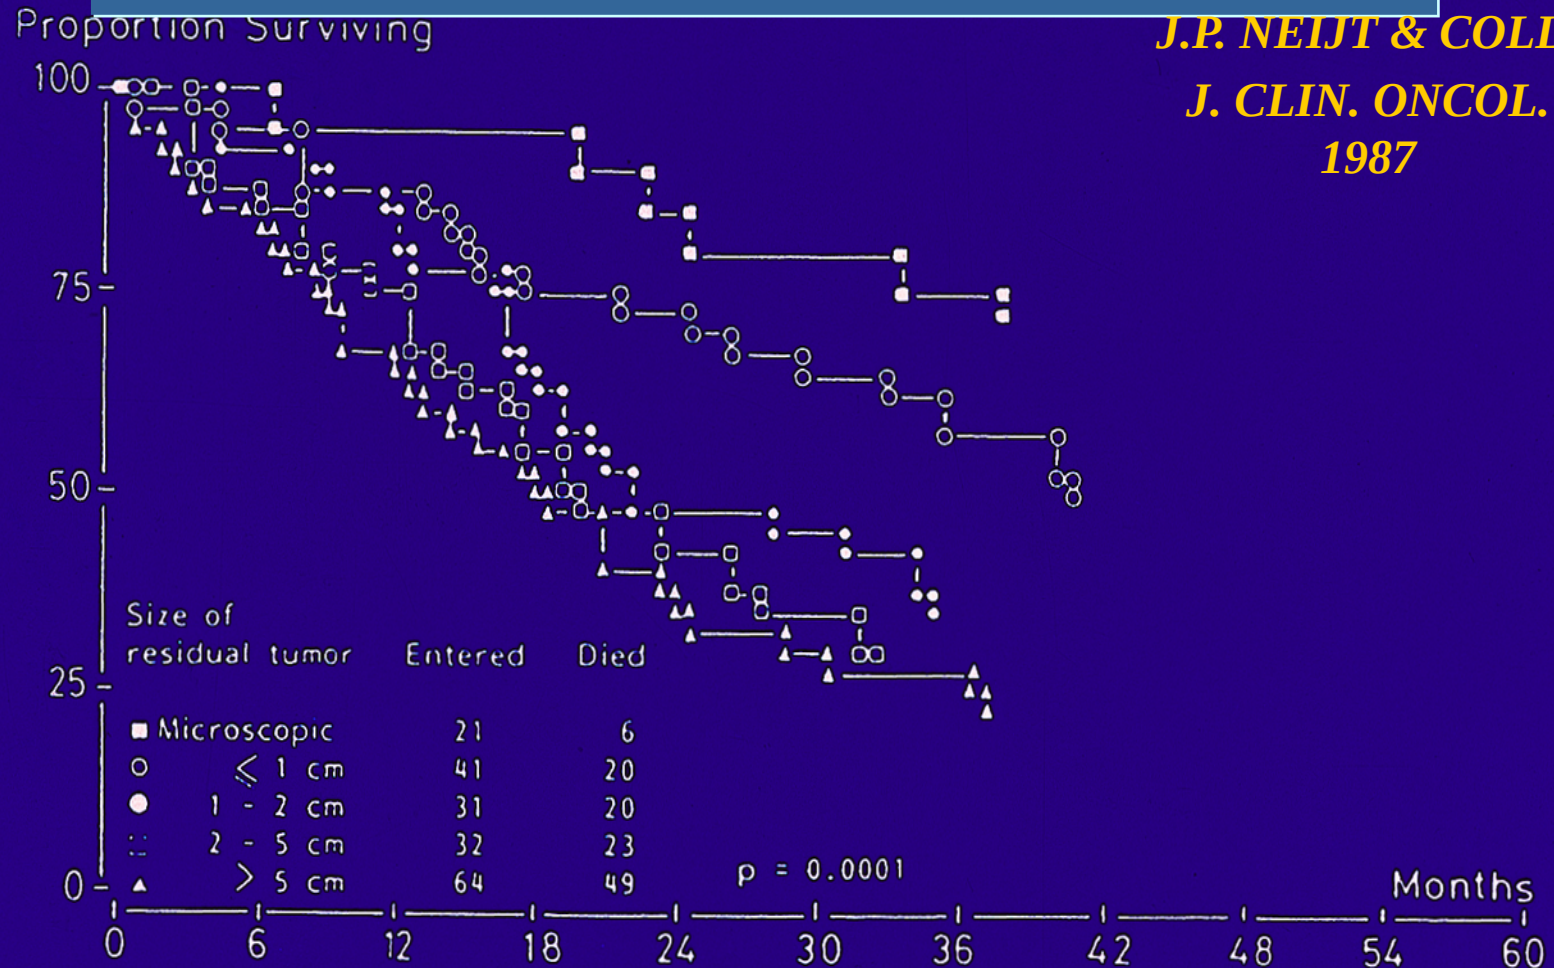 Proportion Surviving
J.P. NEIJT & COLL
J. CLIN. ONCOL.
1987
100
75
50
25
0
Size of
residual tumor Entered Died
Microscopic 21 6
≤ 1 cm 41 20
1 - 2 cm 31 20
2 - 5 cm 32 23
> 5 cm 64 49
p = 0.0001
Months
0 6 12 18 24 30 36 42 48 54 60